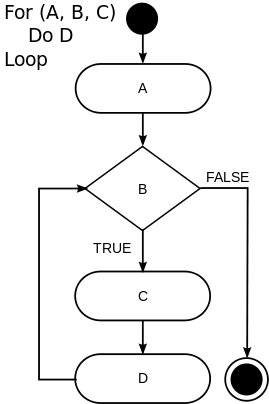 For (A, B, C)
Do D
Loop
A
B
FALSE
TRUE
C
D